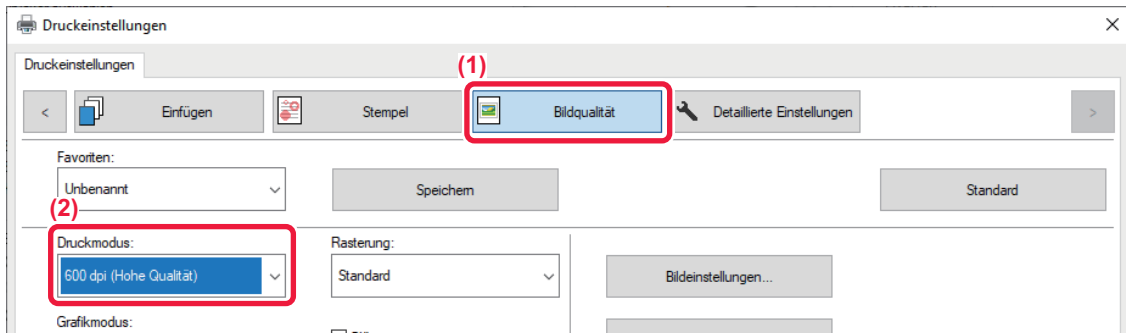 Druckeinstellungen
Druckeinstellungen
(1)
< Einfügen Stempel Bildqualität Detaillierte Einstellungen >
Favoriten:
Unbenannt Speichern Standard
(2)
Druckmodus: Rasterung:
600 dpi (Hohe Qualität) Standard Bildeinstellungen...
Grafikmodus: